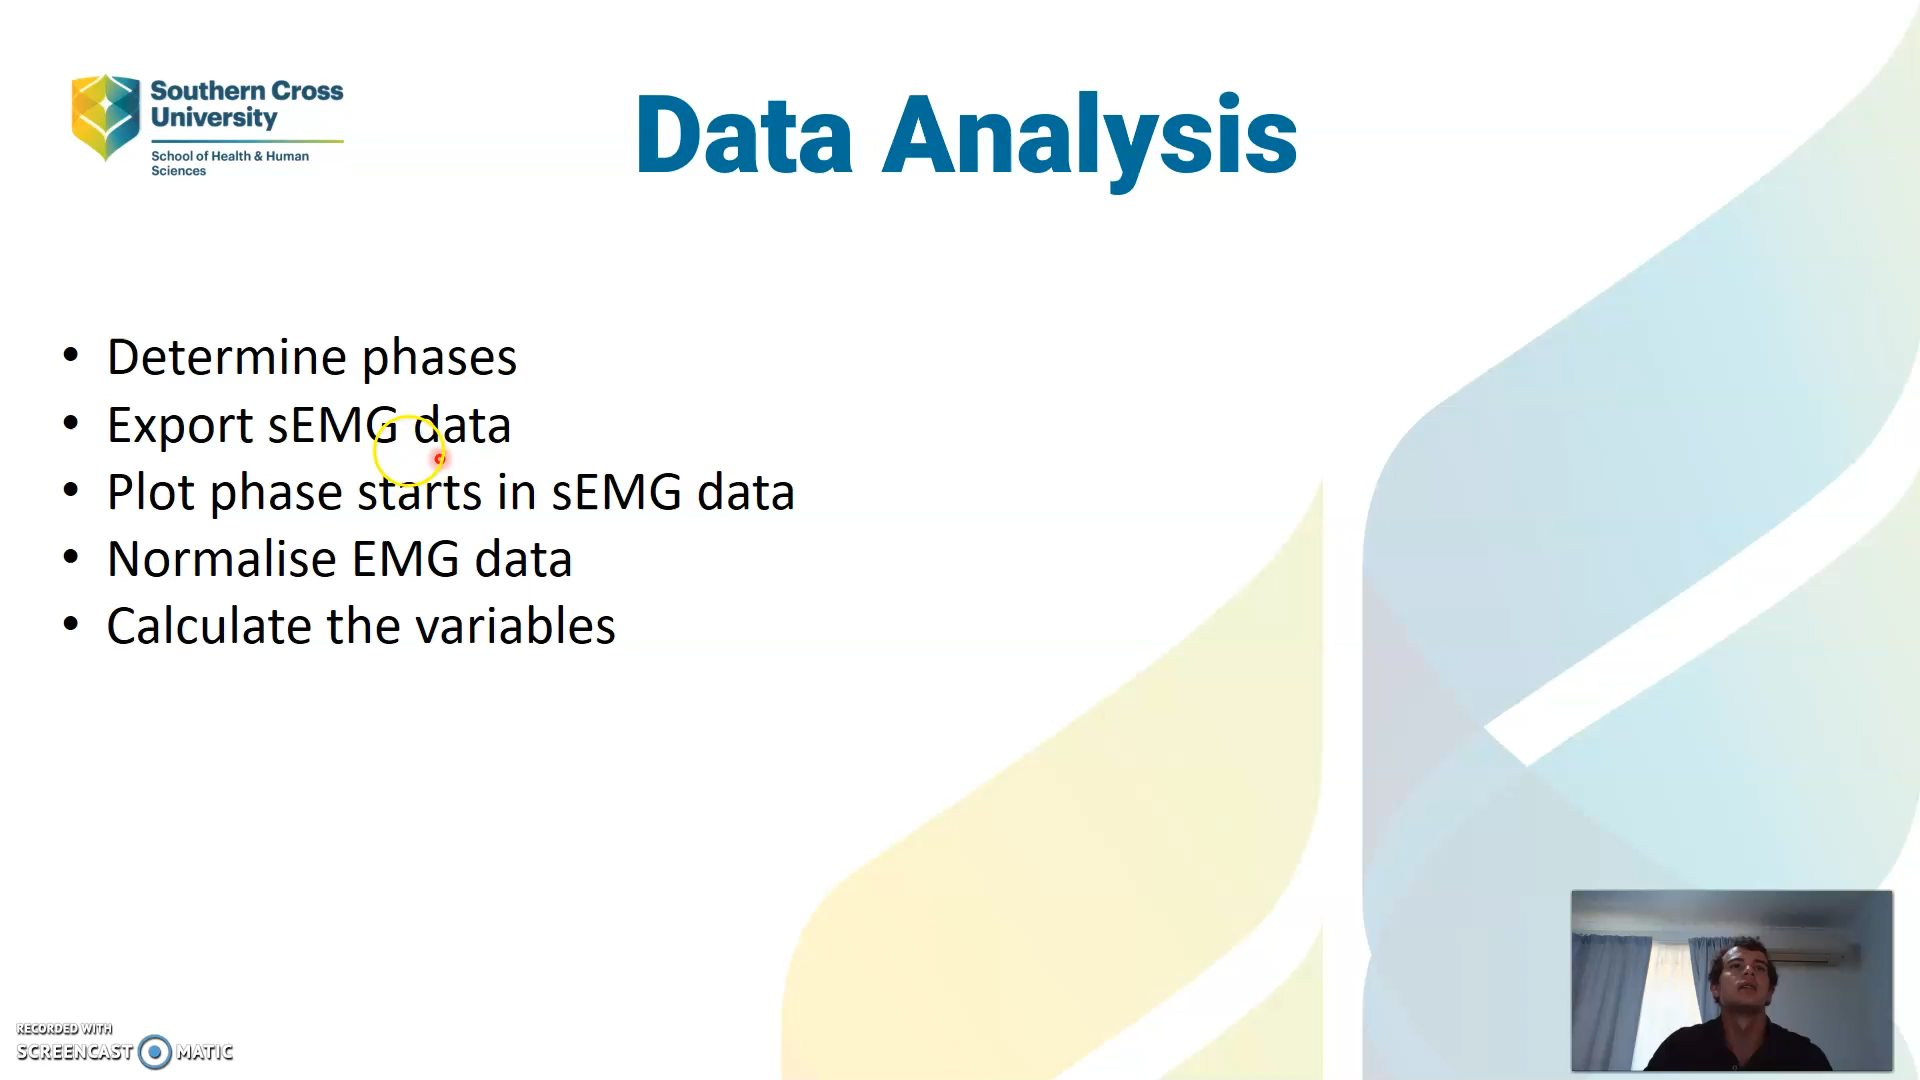 Southern Cross
University
School of Health & Human
Sciences
Data Analysis
• Determine phases
• Export sEMG data
• Plot phase starts in sEMG data
• Normalise EMG data
• Calculate the variables
RECORDED WITH
SCREENCAST MATIC